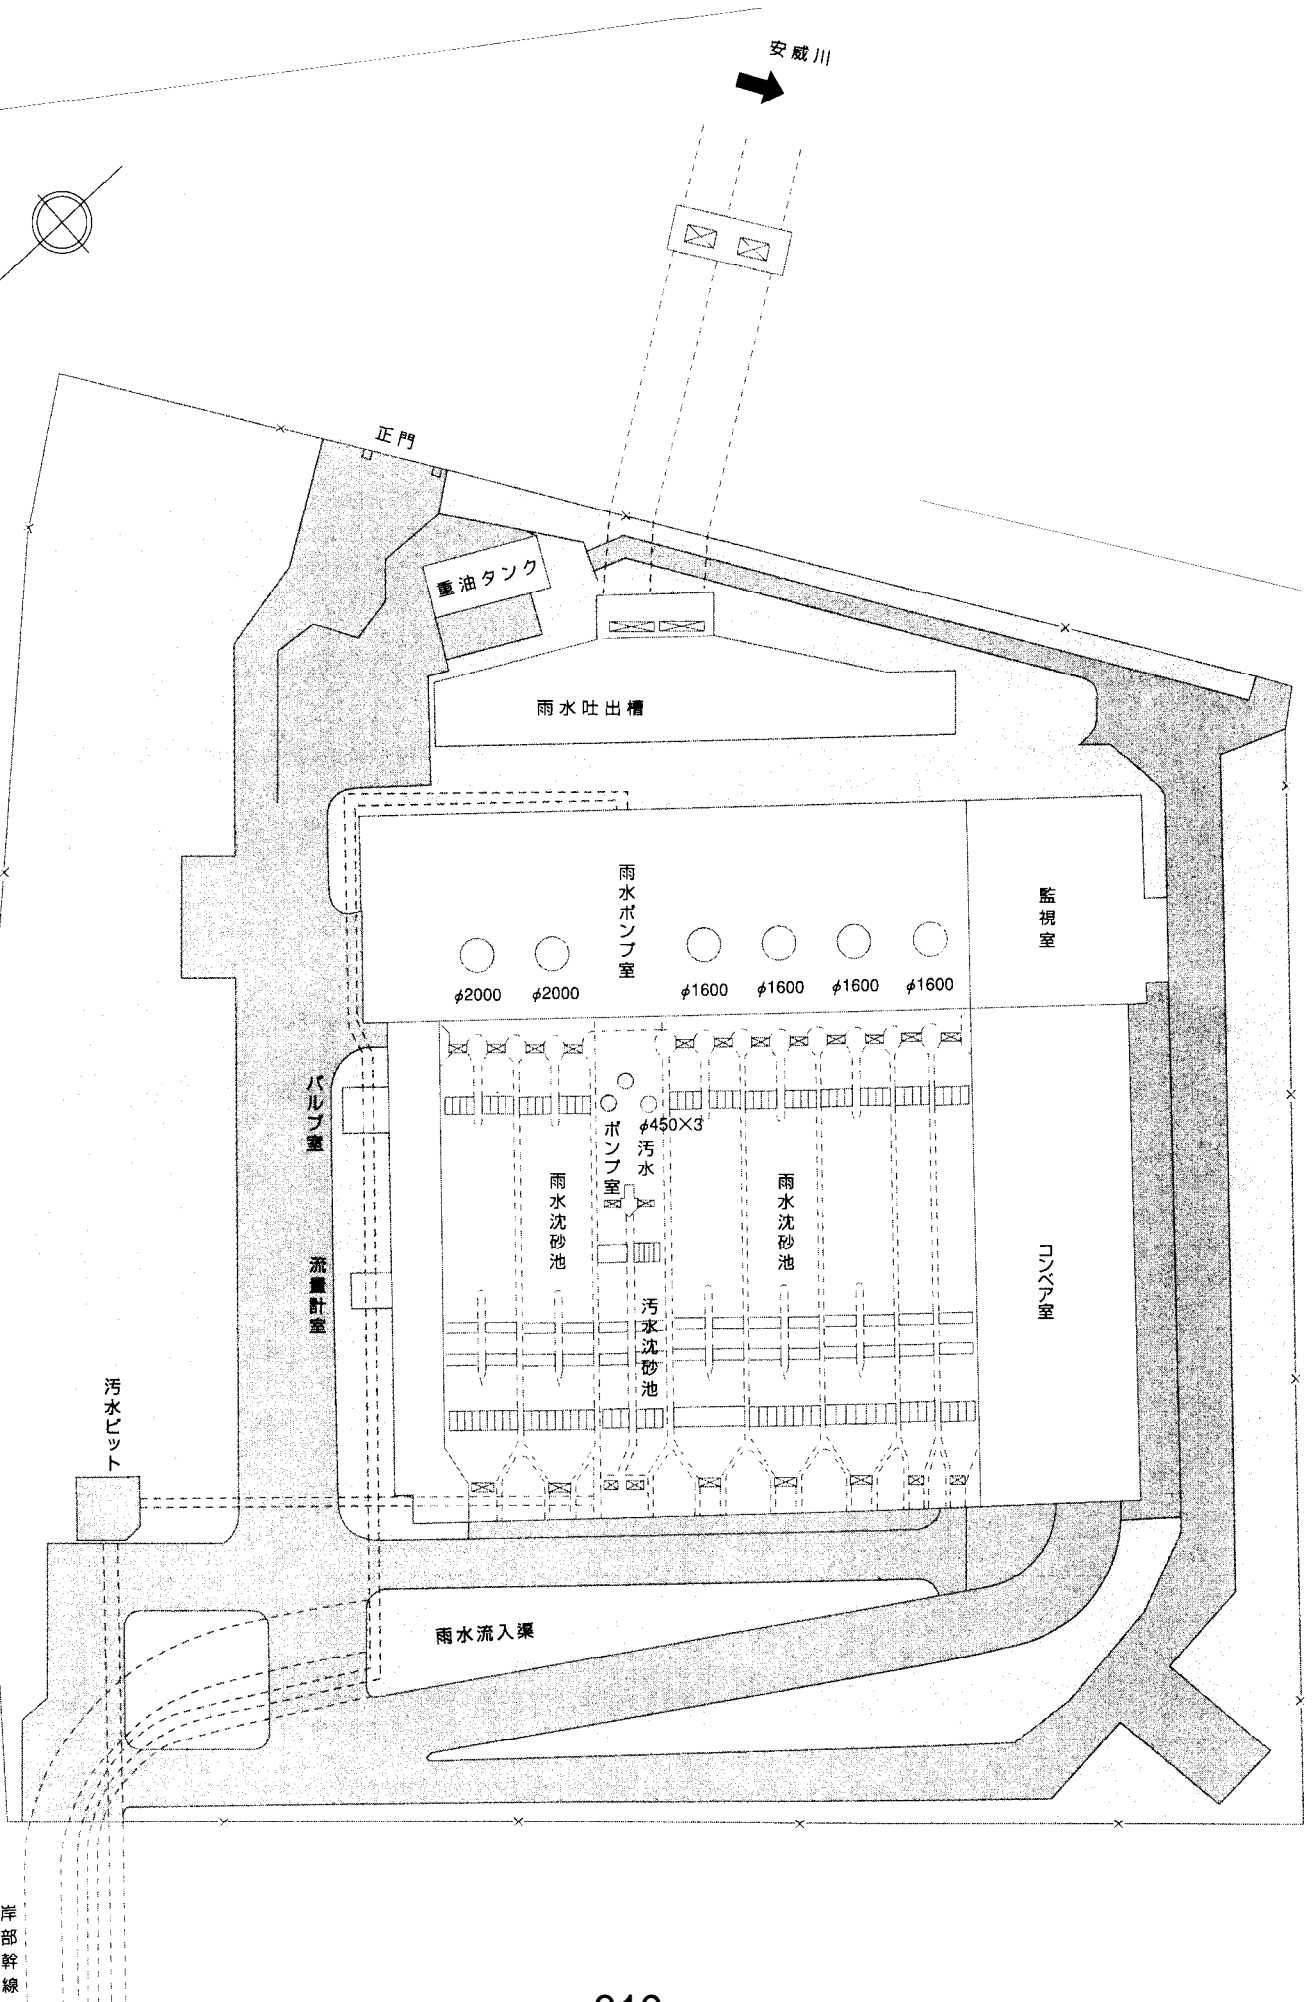 安威川
正門
重油タンク
雨水吐出槽
雨水ポンプ室
監視室
φ2000
φ2000
φ1600
φ1600
φ1600
φ1600
バルブ室
φ450×3
汚水
ポンプ室
雨水沈砂池
雨水沈砂池
流量計室
コンベア室
汚水沈砂池
汚水ピット
雨水流入渠
岸部幹線